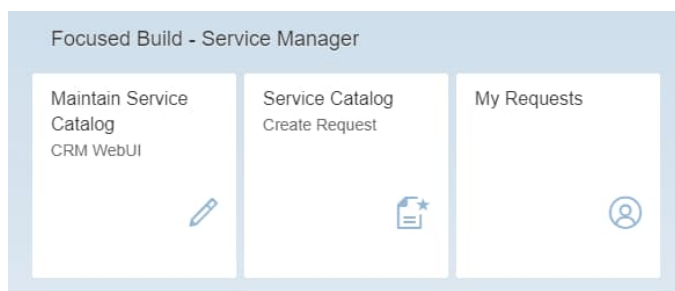 Focused Build - Service Manager
Maintain Service
Catalog
CRM WebUI
Service Catalog
Create Request
My Requests